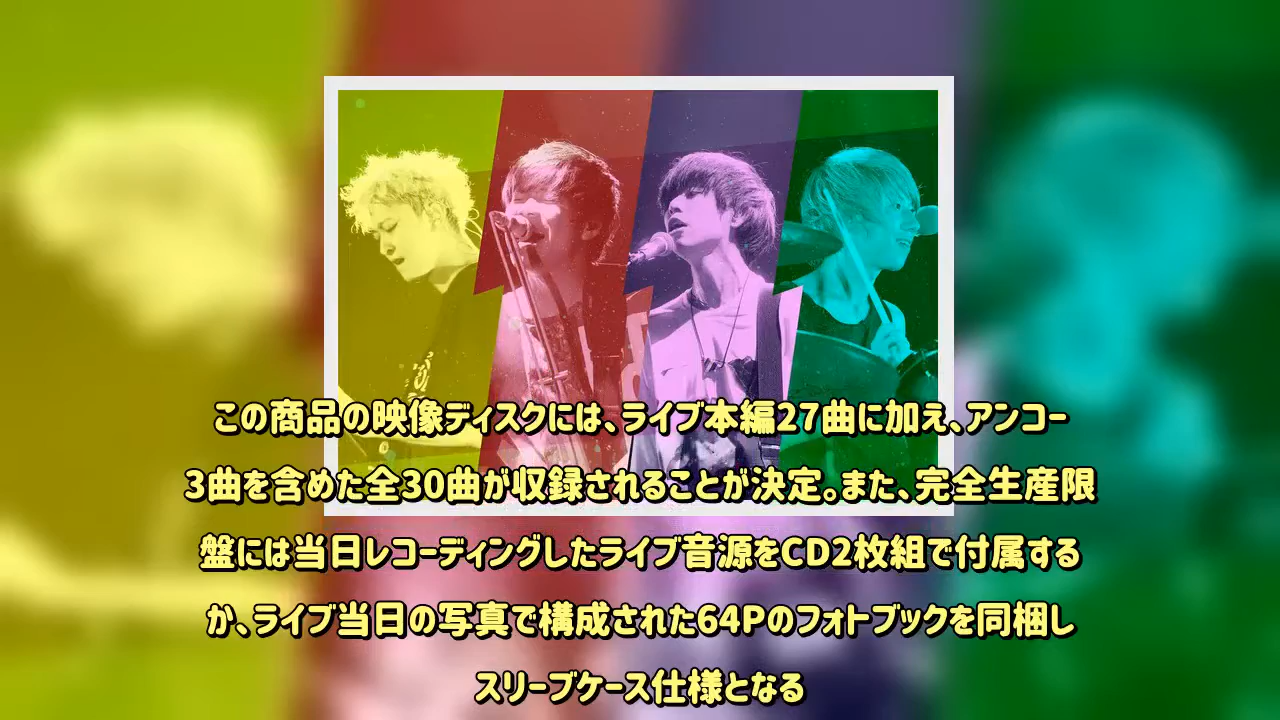 この商品の映像ディスクには、ライブ本編27曲に加え、アンコー
3曲を含めた全30曲が収録されることが決定。また、完全生産限
盤には当日レコーディングしたライブ音源をCD2枚組で付属する
か、ライブ当日の写真で構成された64Pのフォトブックを同梱し
スリーブケース仕様となる